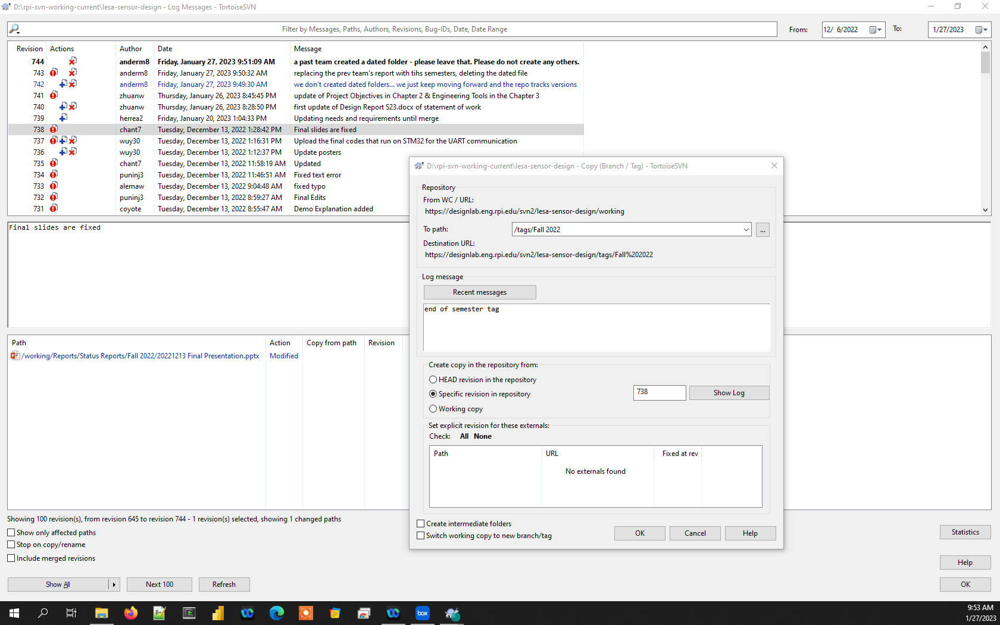 D:\rpi-svn-working-current\lesa-sensor-design - Log Messages - TortoiseSVN
Filter by Messages, Paths, Authors, Revisions, Bug-IDs, Date, Date Range From: 12/ 6/2022 To: 1/27/2023
Revision Actions Author Date Message
744 anderm8 Friday, January 27, 2023 9:51:09 AM a past team created a dated folder - please leave that. Please do not create any others.
743 anderm8 Friday, January 27, 2023 9:50:32 AM replacing the prev team's report with tihs semesters, deleting the dated file
742 anderm8 Friday, January 27, 2023 9:49:30 AM we don't created dated folders... we just keep moving forward and the repo tracks versions
741 zhuanw Thursday, January 26, 2023 8:45:45 PM update of Project Objectives in Chapter 2 & Engineering Tools in the Chapter 3
740 zhuanw Thursday, January 26, 2023 8:28:50 PM first update of Design Report S23.docx of statement of work
739 herrea2 Friday, January 20, 2023 1:04:33 PM Updating needs and requirements until merge
738 chant7 Tuesday, December 13, 2022 1:28:42 PM Final slides are fixed
737 wuy30 Tuesday, December 13, 2022 1:16:31 PM Upload the final codes that run on STM32 for the UART communication
736 wuy30 Tuesday, December 13, 2022 1:12:37 PM Update posters
735 chant7 Tuesday, December 13, 2022 11:58:19 AM Updated
734 puninj3 Tuesday, December 13, 2022 11:46:51 AM Fixed text error
733 alemaw Tuesday, December 13, 2022 9:04:48 AM fixed typo
732 puninj3 Tuesday, December 13, 2022 8:59:27 AM Final Edits
731 coyote Tuesday, December 13, 2022 8:55:47 AM Demo Explanation added
Final slides are fixed
Path Action Copy from path Revision
/working/Reports/Status Reports/Fall 2022/20221213 Final Presentation.pptx Modified
Showing 100 revision(s), from revision 645 to revision 744 - 1 revision(s) selected, showing 1 changed paths
Show only affected paths
Stop on copy/rename
Include merged revisions
Show All Next 100 Refresh
Statistics
Help
OK
D:\rpi-svn-working-current\lesa-sensor-design - Copy (Branch / Tag) - TortoiseSVN
Repository
From WC / URL:
https://designlab.eng.rpi.edu/svn2/lesa-sensor-design/working
To path: /tags/Fall 2022 ...
Destination URL:
https://designlab.eng.rpi.edu/svn2/lesa-sensor-design/tags/Fall%202022
Log message
Recent messages
end of semester tag
Create copy in the repository from:
HEAD revision in the repository
Specific revision in repository 738 Show Log
Working copy
Set explicit revision for these externals:
Check: All None
Path URL Fixed at rev
No externals found
Create intermediate folders
Switch working copy to new branch/tag
OK Cancel Help
box
9:53 AM
1/27/2023